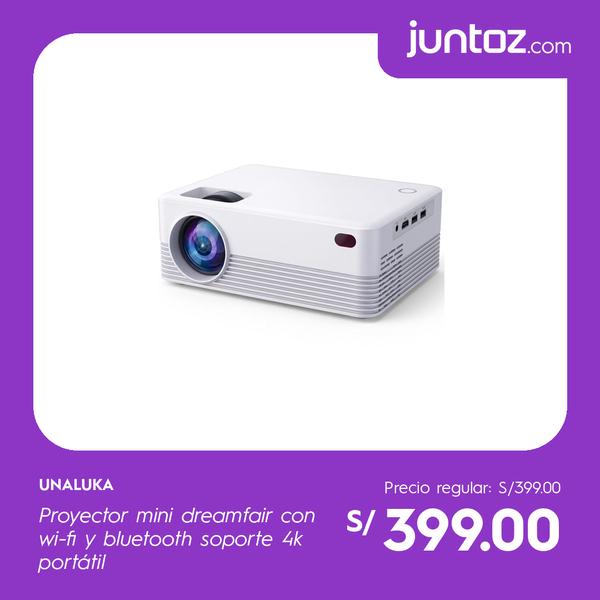 juntoz.com
UNALUKA
Proyector mini dreamfair con
wi-fi y bluetooth soporte 4k
portátil
Precio regular: S/399.00
S/ 399.00